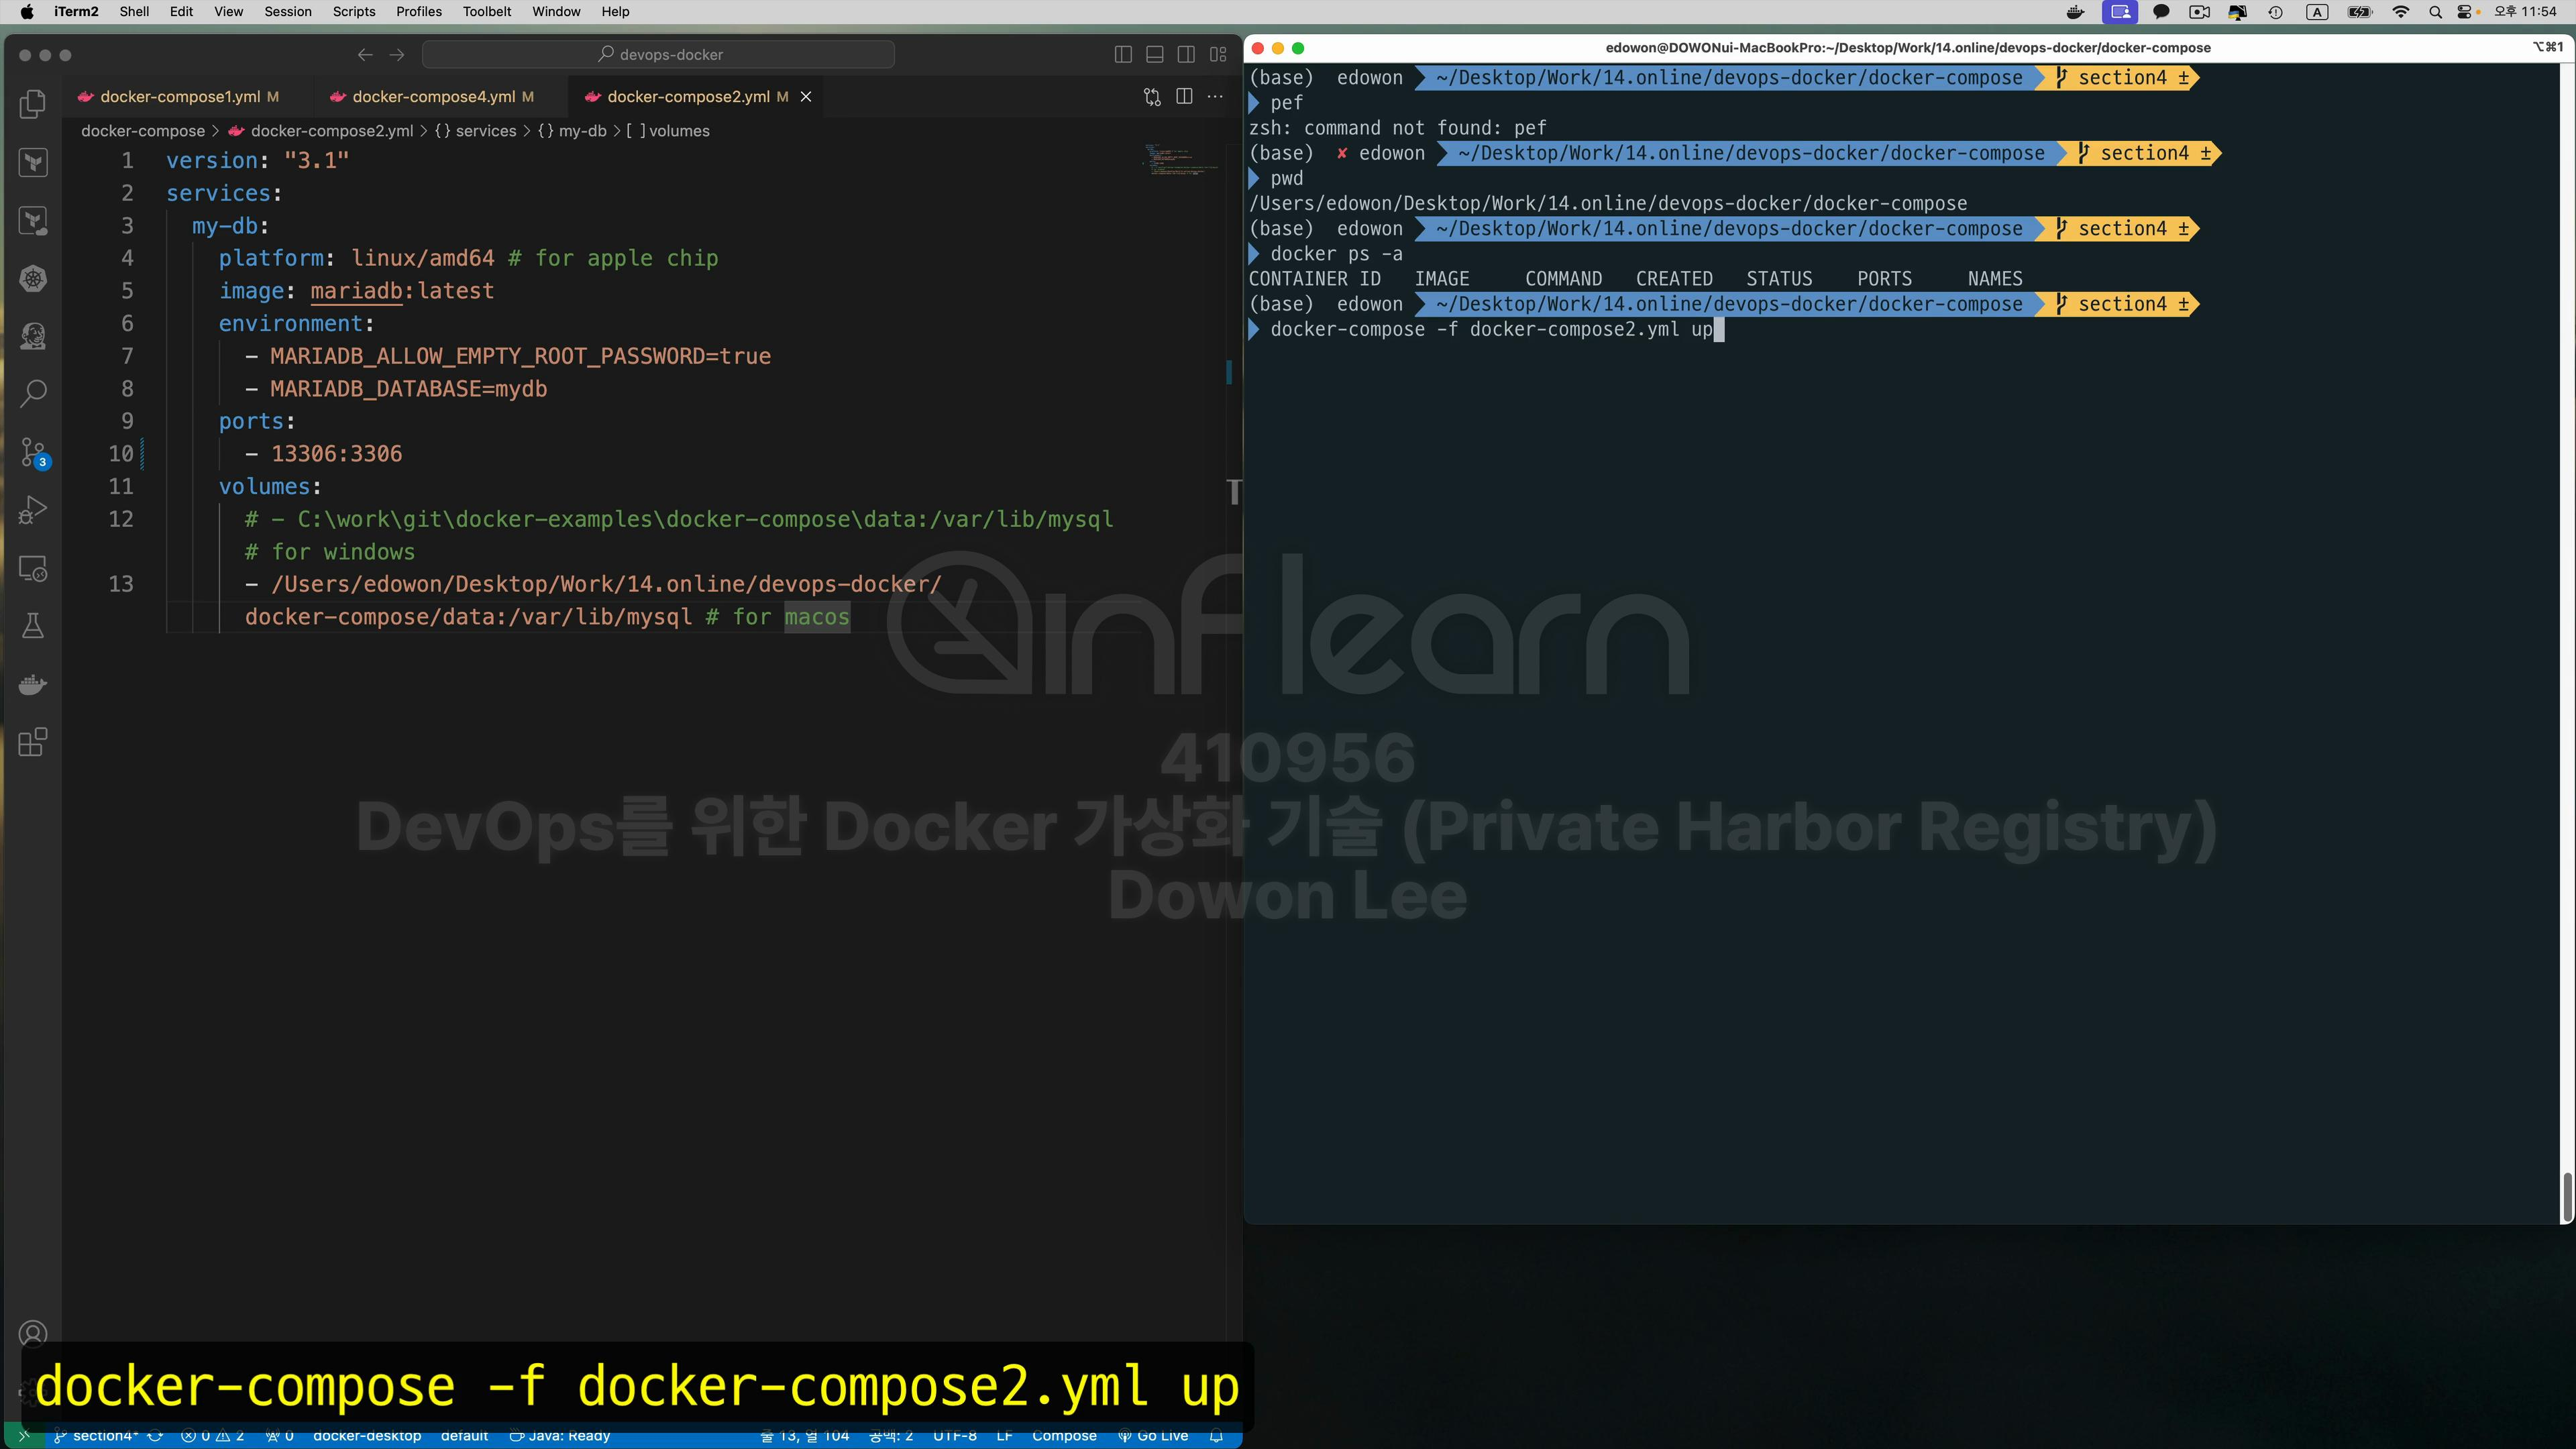 iTerm2 Shell Edit View Session Scripts Profiles Toolbelt Window Help
A 오후 11:54
devops-docker
docker-compose1.yml M docker-compose4.yml M docker-compose2.yml M
docker-compose > docker-compose2.yml > {} services > {} my-db > [ ] volumes
1 version: "3.1"
2 services:
3 my-db:
4 platform: linux/amd64 # for apple chip
5 image: mariadb:latest
6 environment:
7 - MARIADB_ALLOW_EMPTY_ROOT_PASSWORD=true
8 - MARIADB_DATABASE=mydb
9 ports:
10 - 13306:3306
11 volumes:
12 # - C:\work\git\docker-examples\docker-compose\data:/var/lib/mysql
# for windows
13 - /Users/edowon/Desktop/Work/14.online/devops-docker/
docker-compose/data:/var/lib/mysql # for macos
3
T
edowon@DOWONui-MacBookPro:~/Desktop/Work/14.online/devops-docker/docker-compose ⌥⌘1
(base) edowon ~/Desktop/Work/14.online/devops-docker/docker-compose section4 ±
pef
zsh: command not found: pef
(base) ✘ edowon ~/Desktop/Work/14.online/devops-docker/docker-compose section4 ±
pwd
/Users/edowon/Desktop/Work/14.online/devops-docker/docker-compose
(base) edowon ~/Desktop/Work/14.online/devops-docker/docker-compose section4 ±
docker ps -a
CONTAINER ID IMAGE COMMAND CREATED STATUS PORTS NAMES
(base) edowon ~/Desktop/Work/14.online/devops-docker/docker-compose section4 ±
docker-compose -f docker-compose2.yml up
inflearn
410956
DevOps를 위한 Docker 가상화 기술 (Private Harbor Registry)
Dowon Lee
docker-compose -f docker-compose2.yml up
section4* 0 2 0 docker-desktop default Java: Ready 줄 13, 열 104 공백: 2 UTF-8 LF Compose Go Live